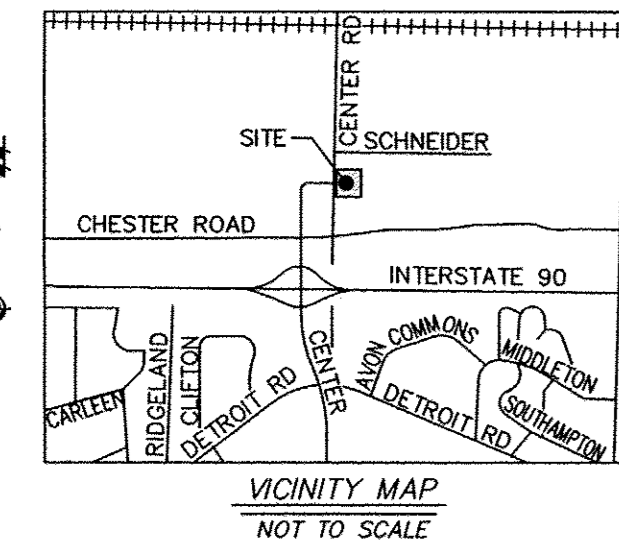 CENTER RD
SITE
SCHNEIDER
CHESTER ROAD
INTERSTATE 90
CARLEEN
RIDGELAND
CLIFTON
DETROIT RD
CENTER
AVON COMMONS
DETROIT RD
MIDDLETON
SOUTHAMPTON
VICINITY MAP
NOT TO SCALE